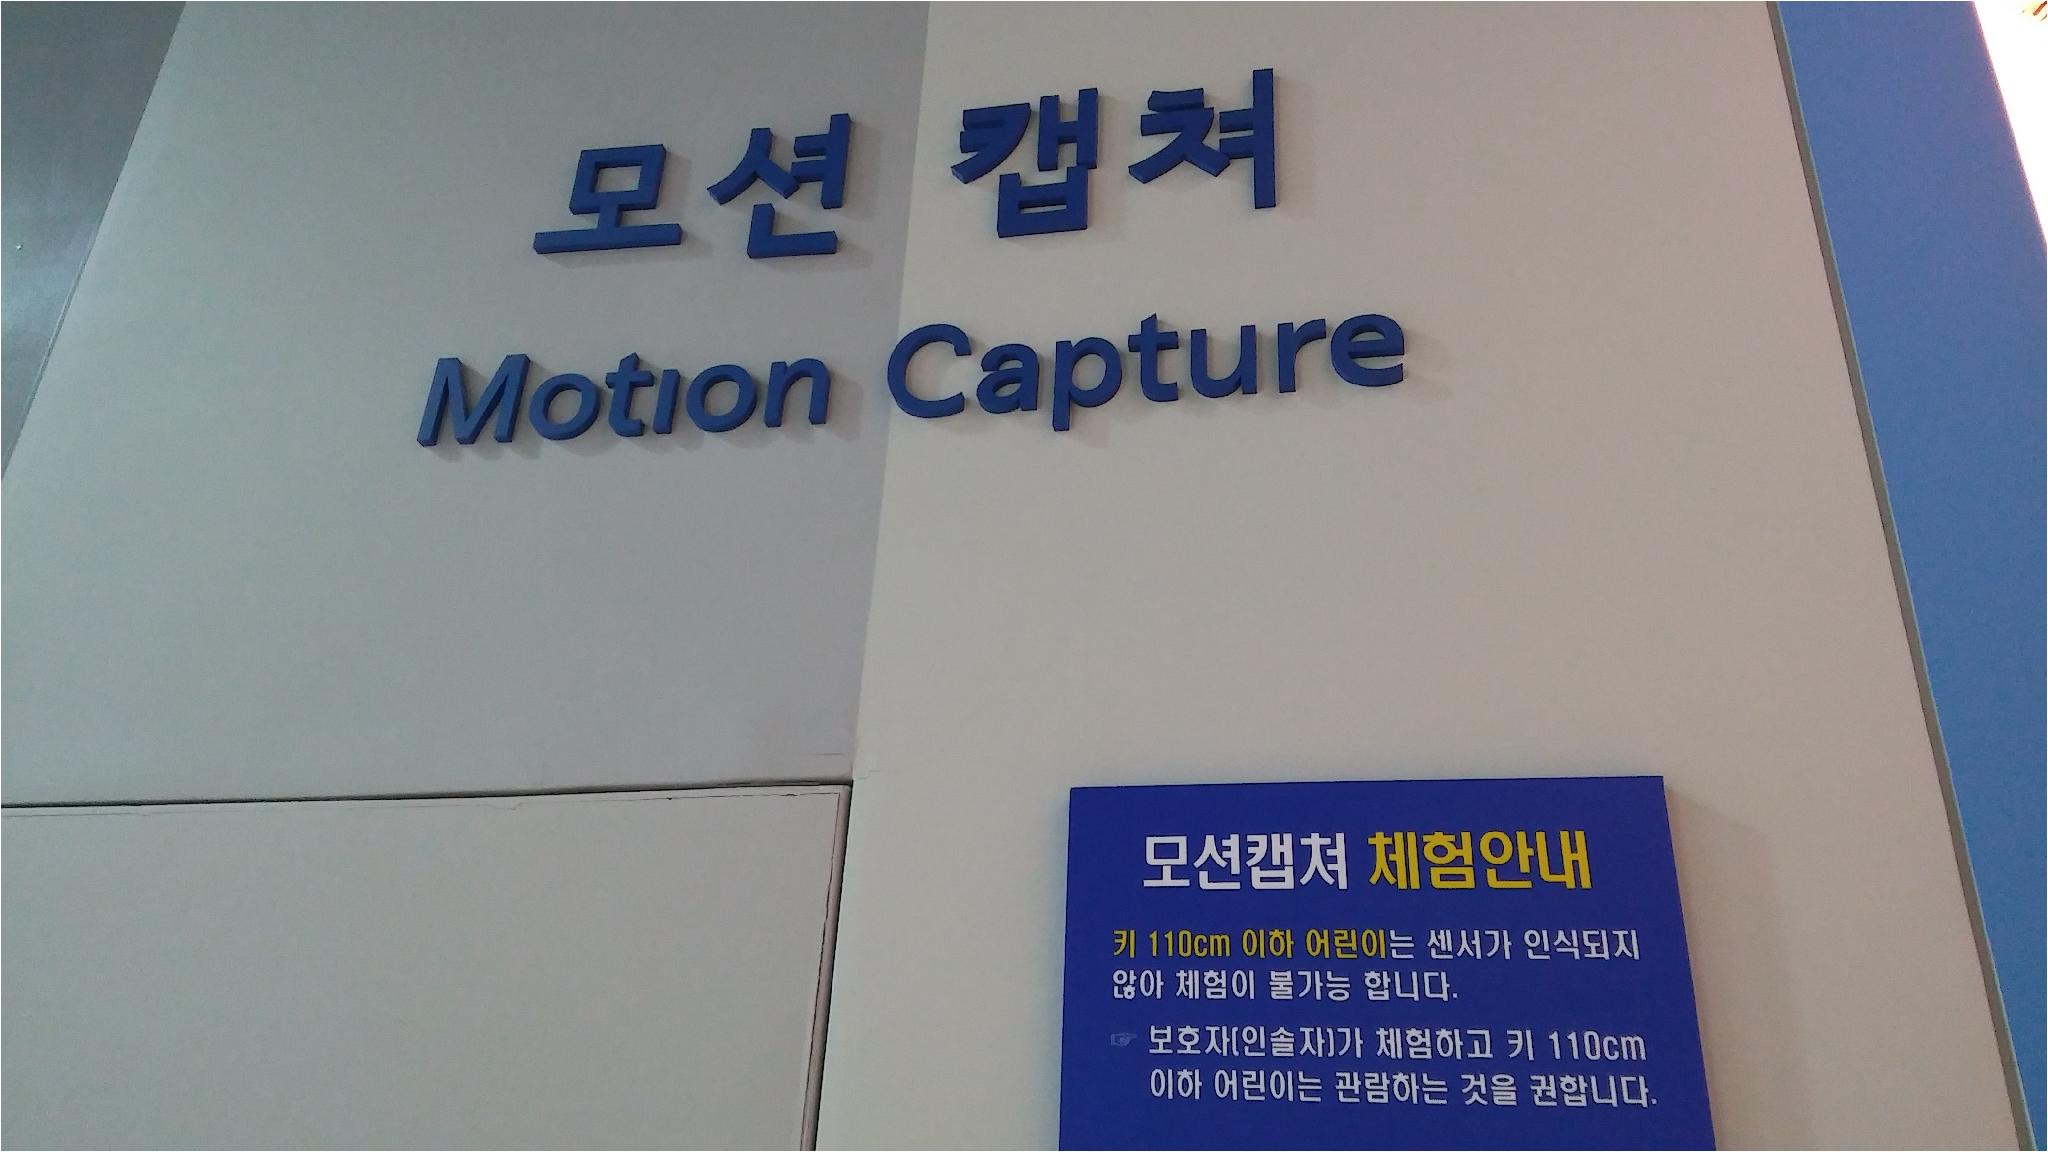 모션 캡쳐
Motion Capture
모션캡쳐 체험안내
키 110cm 이하 어린이는 센서가 인식되지
않아 체험이 불가능 합니다.
☞ 보호자(인솔자)가 체험하고 키 110cm
이하 어린이는 관람하는 것을 권합니다.